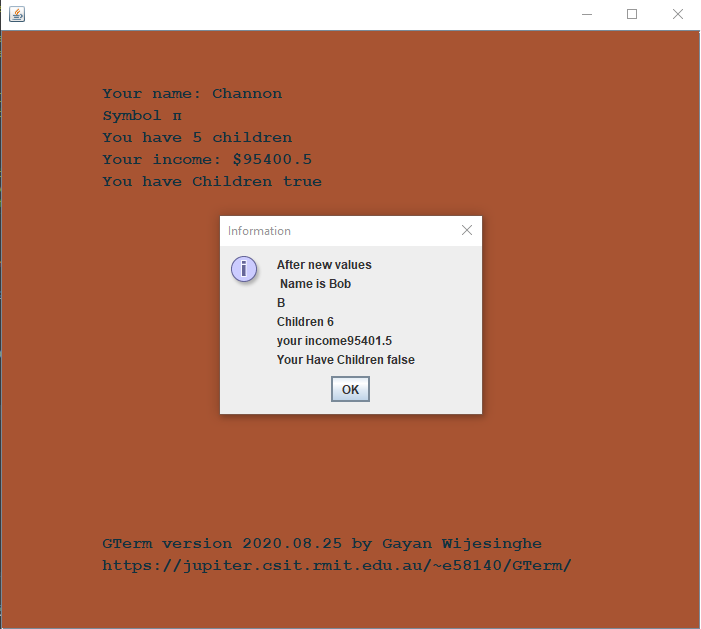 Your name: Channon
Symbol π
You have 5 children
Your income: $95400.5
You have Children true
Information
After new values
Name is Bob
B
Children 6
your income95401.5
Your Have Children false
OK
GTerm version 2020.08.25 by Gayan Wijesinghe
https://jupiter.csit.rmit.edu.au/~e58140/GTerm/